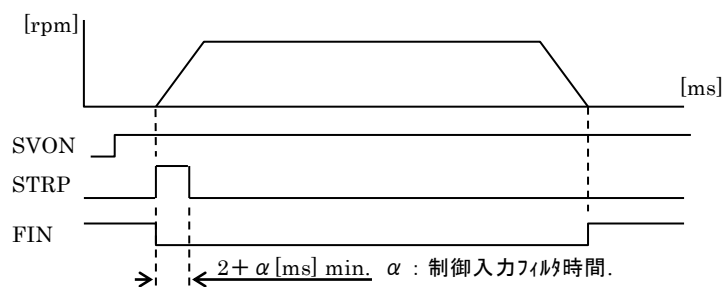 [rpm]
[ms]
SVON
STRP
FIN
2+α[ms] min. α：制御入力ﾌｨﾙﾀ時間.